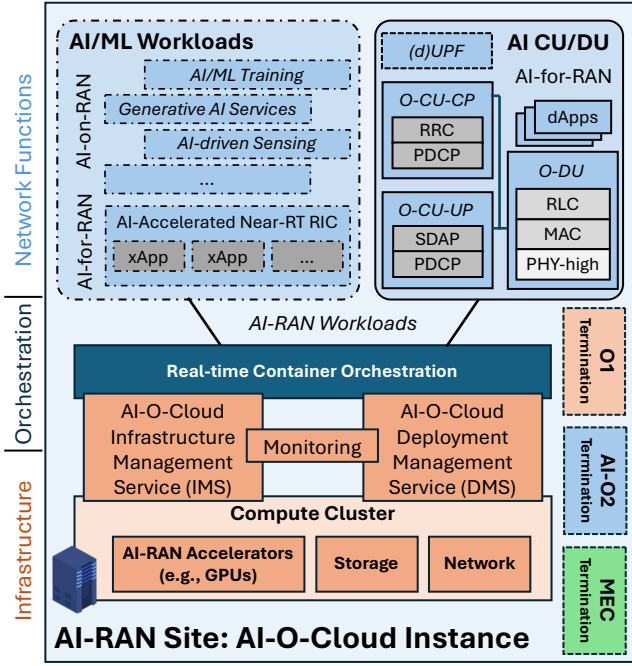 Network Functions
Orchestration
Infrastructure
AI/ML Workloads
AI-on-RAN
AI/ML Training
Generative AI Services
AI-driven Sensing
...
AI-for-RAN
AI-Accelerated Near-RT RIC
xApp
xApp
...
(d)UPF
AI CU/DU
AI-for-RAN
O-CU-CP
RRC
PDCP
dApps
O-CU-UP
SDAP
PDCP
O-DU
RLC
MAC
PHY-high
AI-RAN Workloads
Real-time Container Orchestration
AI-O-Cloud
Infrastructure
Management
Service (IMS)
Monitoring
AI-O-Cloud
Deployment
Management
Service (DMS)
Compute Cluster
AI-RAN Accelerators
(e.g., GPUs)
Storage
Network
O1
Termination
AI-O2
Termination
MEC
Termination
AI-RAN Site: AI-O-Cloud Instance